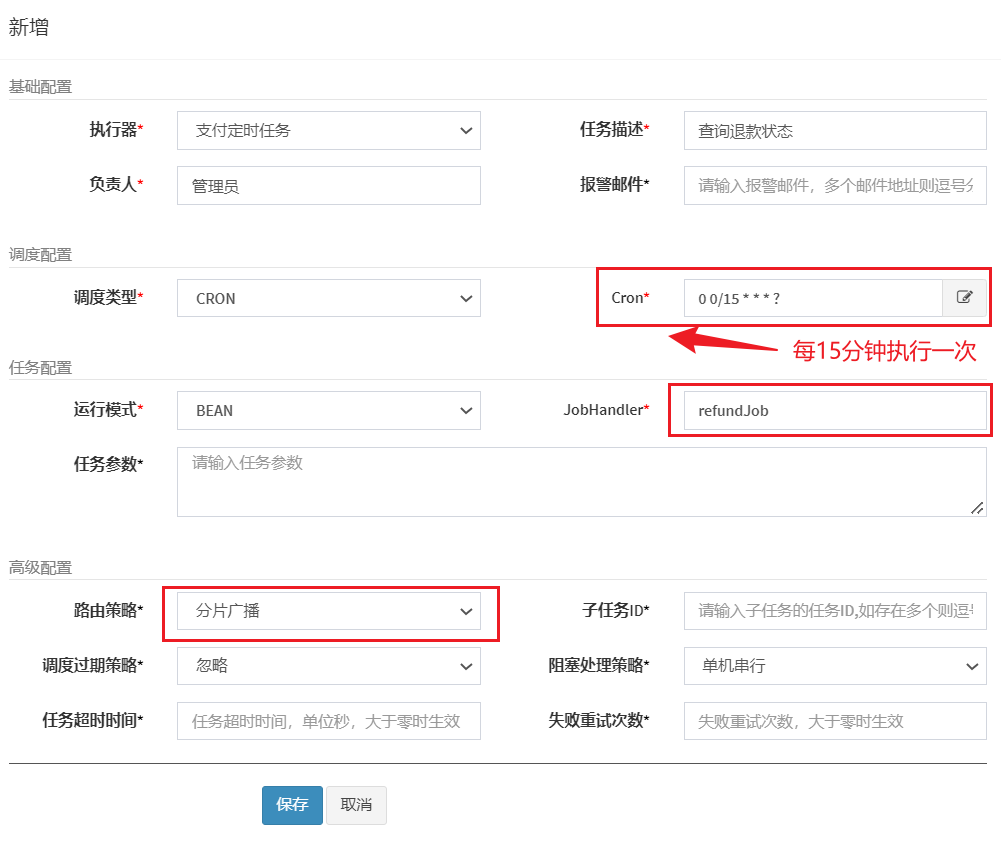 新增
基础配置
执行器* 支付定时任务 任务描述* 查询退款状态
负责人* 管理员 报警邮件* 请输入报警邮件，多个邮件地址则逗号分
调度配置
调度类型* CRON Cron* 0 0/15 * * * ?
每15分钟执行一次
任务配置
运行模式* BEAN JobHandler* refundJob
任务参数* 请输入任务参数
高级配置
路由策略* 分片广播 子任务ID* 请输入子任务的任务ID,如存在多个则逗号
调度过期策略* 忽略 阻塞处理策略* 单机串行
任务超时时间* 任务超时时间，单位秒，大于零时生效 失败重试次数* 失败重试次数，大于零时生效
保存 取消